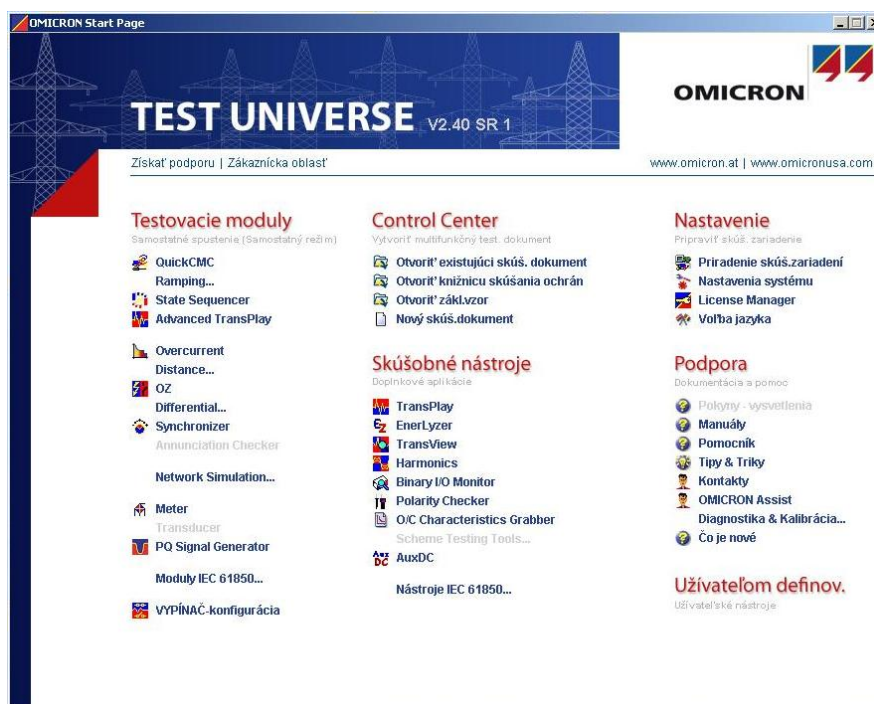 OMICRON Start Page
OMICRON
TEST UNIVERSE V2.40 SR 1
Získať podporu | Zákaznícka oblasť
www.omicron.at | www.omicronusa.com
Testovacie moduly
Samostatné spustenie (Samostatný režim)
QuickCMC
Ramping...
State Sequencer
Advanced TransPlay
Overcurrent
Distance...
OZ
Differential...
Synchronizer
Annunciation Checker
Network Simulation...
Meter
Transducer
PQ Signal Generator
Moduly IEC 61850...
VYPÍNAČ-konfigurácia
Control Center
Vytvoriť multifunkčný test. dokument
Otvoriť existujúci skúš. dokument
Otvoriť knižnicu skúšania ochrán
Otvoriť zákl.vzor
Nový skúš.dokument
Skúšobné nástroje
Doplnkové aplikácie
TransPlay
EnerLyzer
TransView
Harmonics
Binary I/O Monitor
Polarity Checker
O/C Characteristics Grabber
Scheme Testing Tools...
AuxDC
Nástroje IEC 61850...
Nastavenie
Pripraviť skúš. zariadenie
Priradenie skúš.zariadení
Nastavenia systému
License Manager
Voľba jazyka
Podpora
Dokumentácia a pomoc
Pokyny - vysvetlenia
Manuály
Pomocník
Tipy & Triky
Kontakty
OMICRON Assist
Diagnostika & Kalibrácia...
Čo je nové
Užívateľom definov.
Užívateľské nástroje